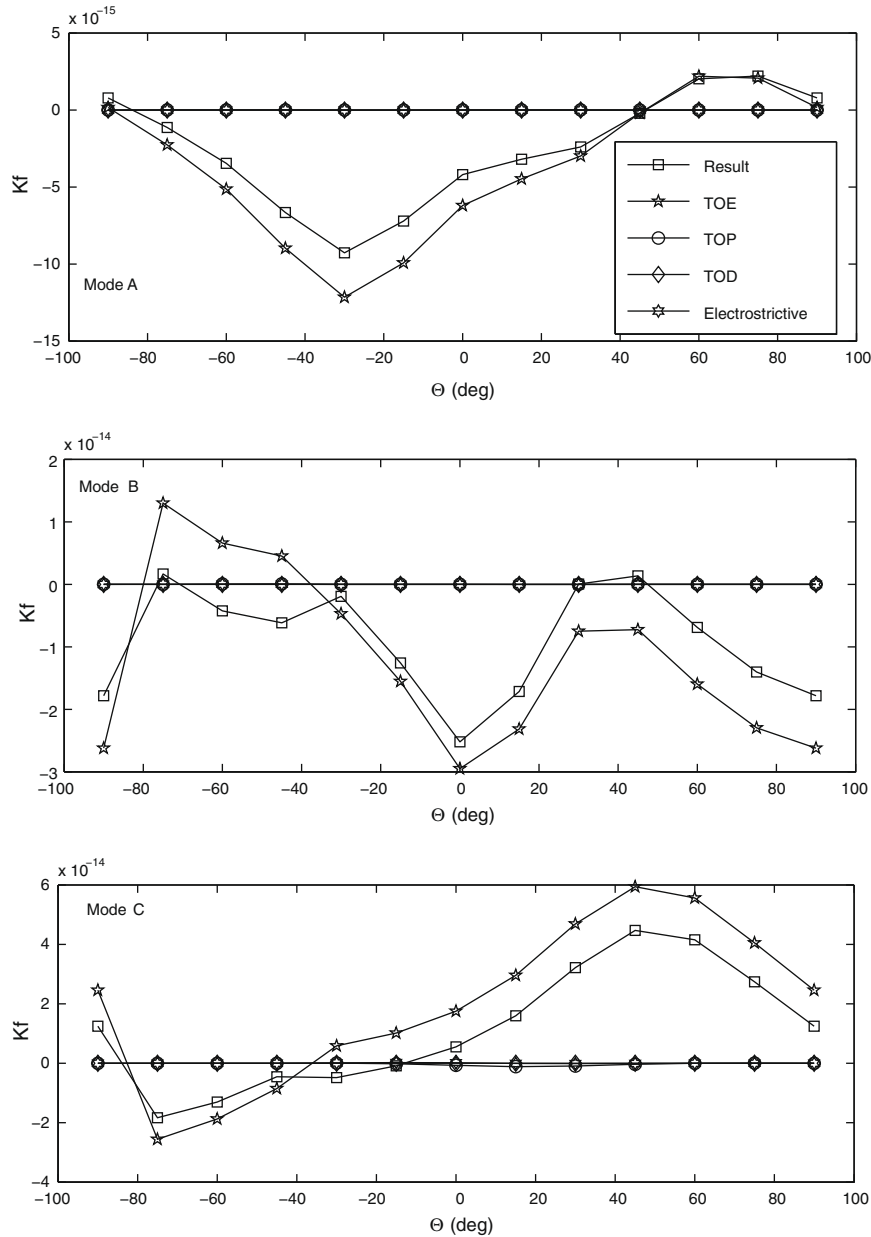 x 10⁻¹⁵
5
0
−5
−10
−15
Kf
Mode A
Result
TOE
TOP
TOD
Electrostrictive
−100 −80 −60 −40 −20 0 20 40 60 80 100
Θ (deg)
x 10⁻¹⁴
2
1
0
−1
−2
−3
Kf
Mode B
−100 −80 −60 −40 −20 0 20 40 60 80 100
Θ (deg)
x 10⁻¹⁴
6
4
2
0
−2
−4
Kf
Mode C
−100 −80 −60 −40 −20 0 20 40 60 80 100
Θ (deg)